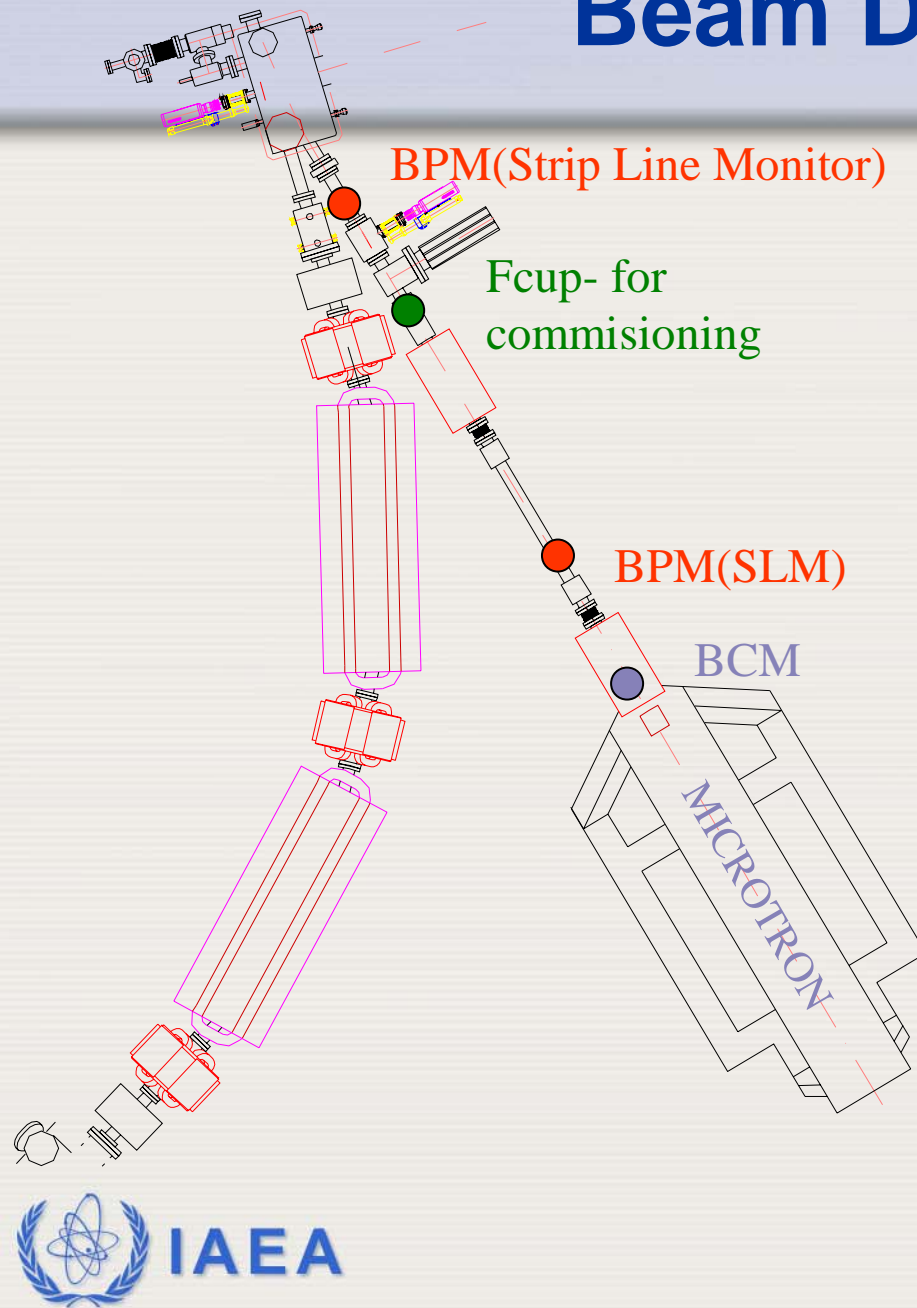 Beam D
BPM(Strip Line Monitor)
Fcup- for
commisioning
BPM(SLM)
BCM
MICROTRON
IAEA